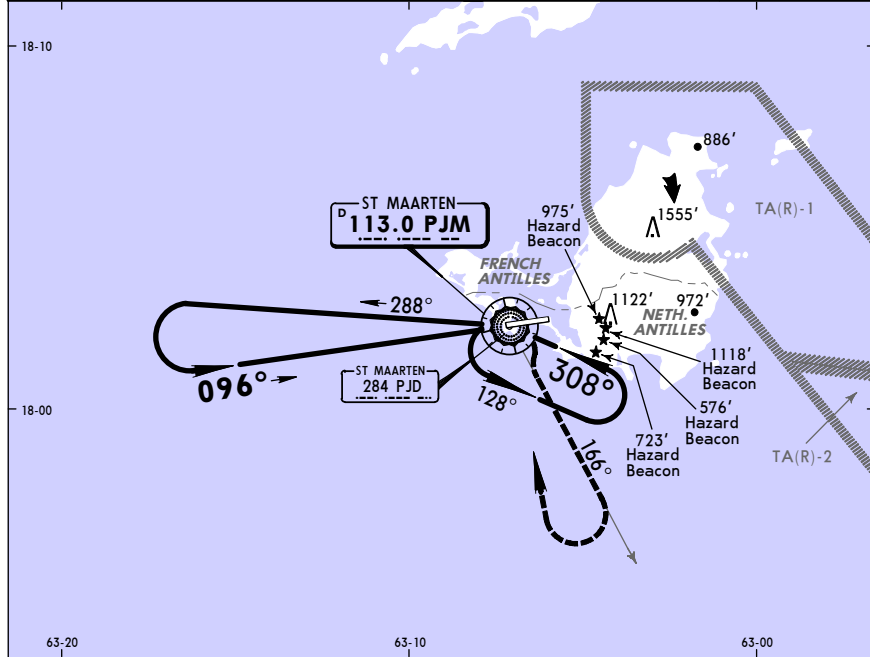 18-10
886'
ST MAARTEN
D 113.0 PJM
975'
Hazard
Beacon
1555'
TA(R)-1
FRENCH
ANTILLES
288°
1122'
972'
NETH.
ANTILLES
096°
ST MAARTEN
284 PJD
308°
128°
1118'
Hazard
Beacon
576'
Hazard
Beacon
18-00
723'
Hazard
Beacon
166°
TA(R)-2
63-20
63-10
63-00